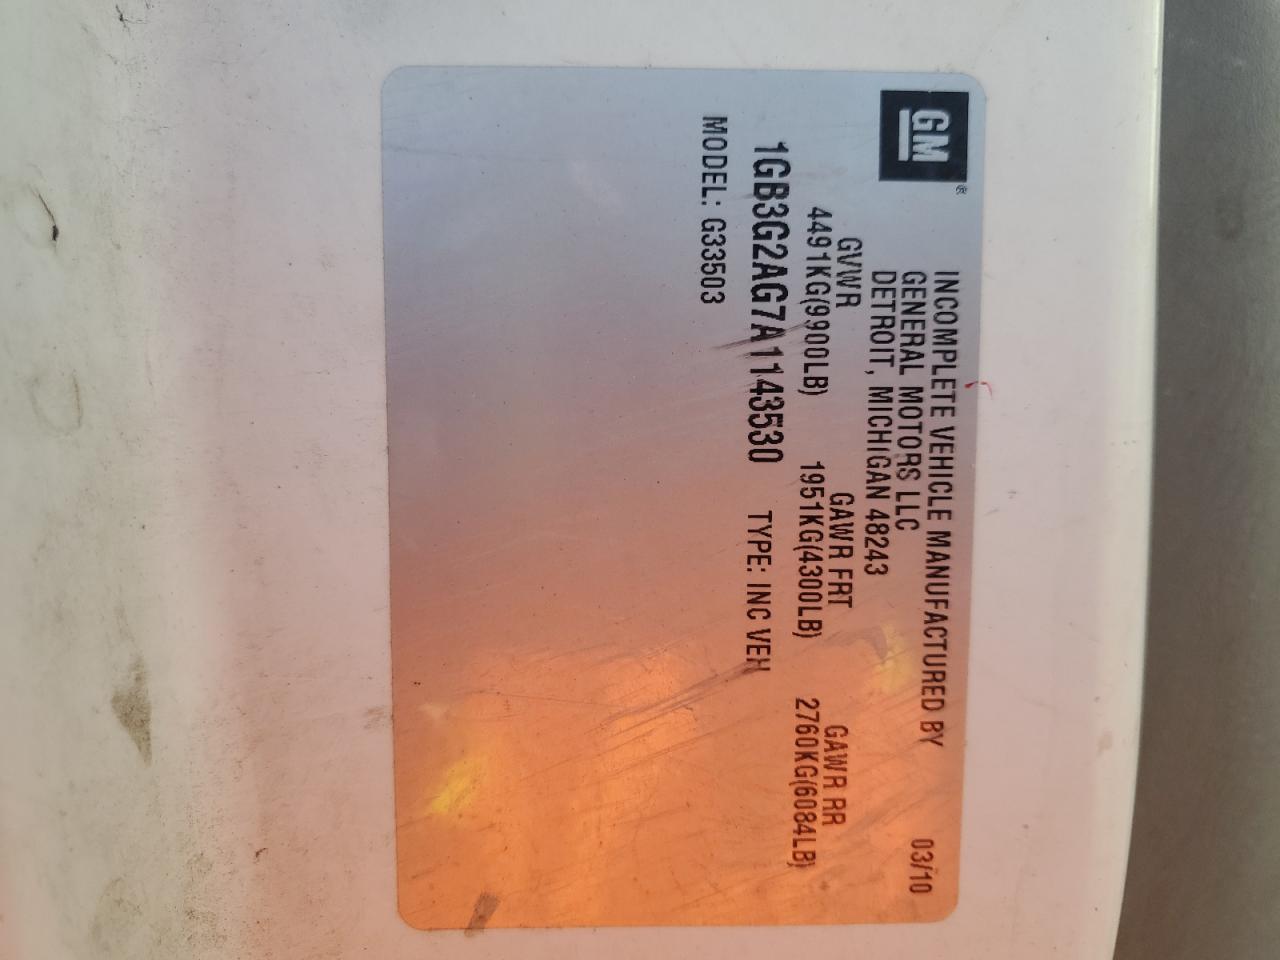 GM ®
INCOMPLETE VEHICLE MANUFACTURED BY 03/10
GENERAL MOTORS LLC
DETROIT, MICHIGAN 48243
GVWR GAWR FRT GAWR RR
4491KG(9900LB) 1951KG(4300LB) 2760KG(6084LB)
1GB3G2AG7A1143530 TYPE: INC VEH
MODEL: G33503